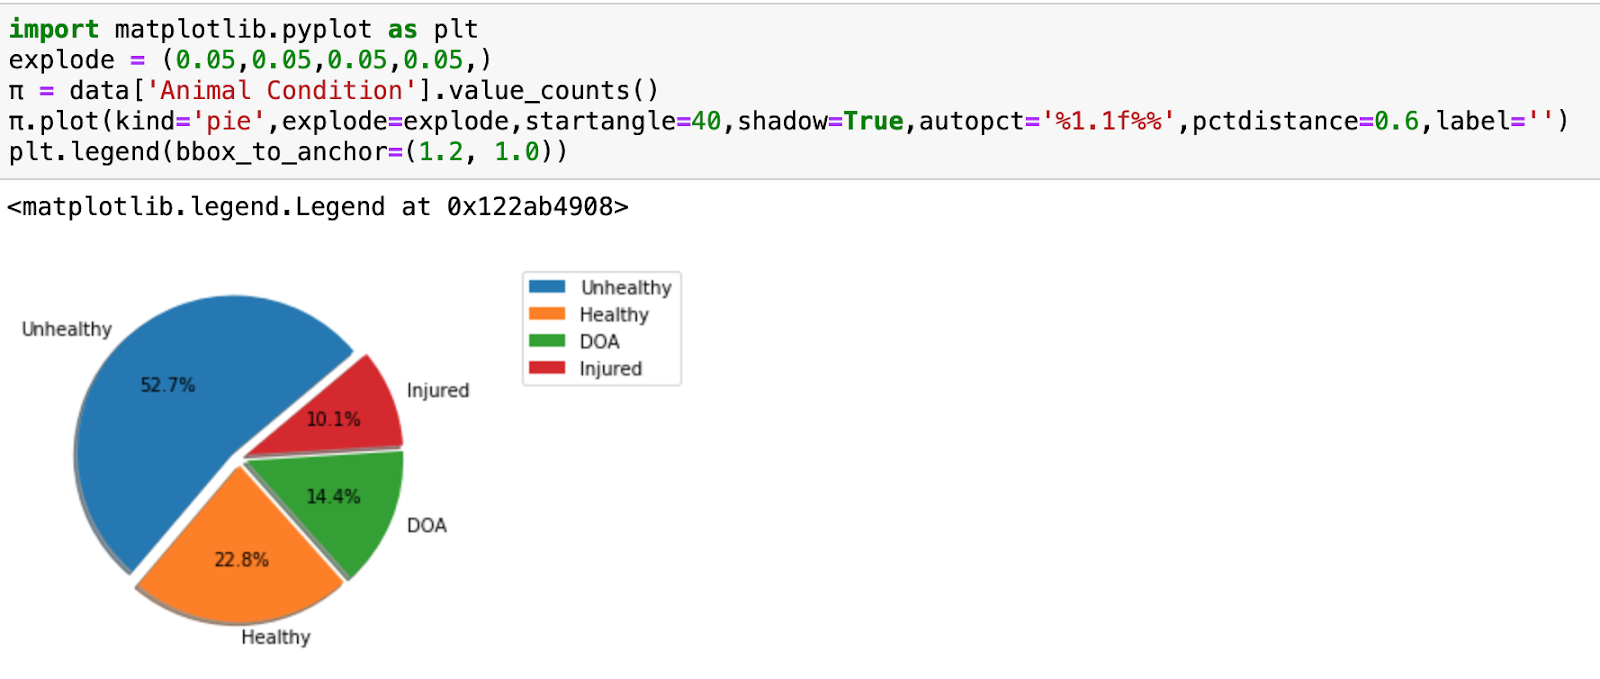 import matplotlib.pyplot as plt
explode = (0.05,0.05,0.05,0.05,)
π = data['Animal Condition'].value_counts()
π.plot(kind='pie',explode=explode,startangle=40,shadow=True,autopct='%1.1f%%',pctdistance=0.6,label='')
plt.legend(bbox_to_anchor=(1.2, 1.0))
<matplotlib.legend.Legend at 0x122ab4908>
Unhealthy
52.7%
Injured
10.1%
14.4%
DOA
22.8%
Healthy
Unhealthy
Healthy
DOA
Injured